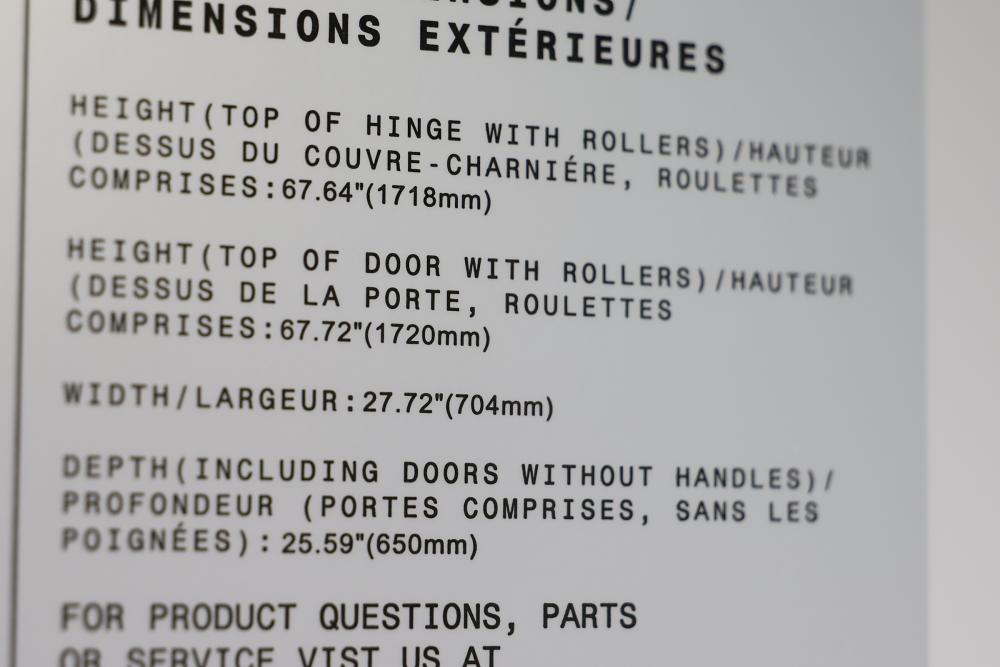 DIMENSIONS EXTÉRIEURES
HEIGHT(TOP OF HINGE WITH ROLLERS)/HAUTEUR
(DESSUS DU COUVRE-CHARNIÉRE, ROULETTES
COMPRISES:67.64"(1718mm)
HEIGHT(TOP OF DOOR WITH ROLLERS)/HAUTEUR
(DESSUS DE LA PORTE, ROULETTES
COMPRISES:67.72"(1720mm)
WIDTH/LARGEUR:27.72"(704mm)
DEPTH(INCLUDING DOORS WITHOUT HANDLES)/
PROFONDEUR (PORTES COMPRISES, SANS LES
POIGNÉES): 25.59"(650mm)
FOR PRODUCT QUESTIONS, PARTS
OR SERVICE VIST US AT